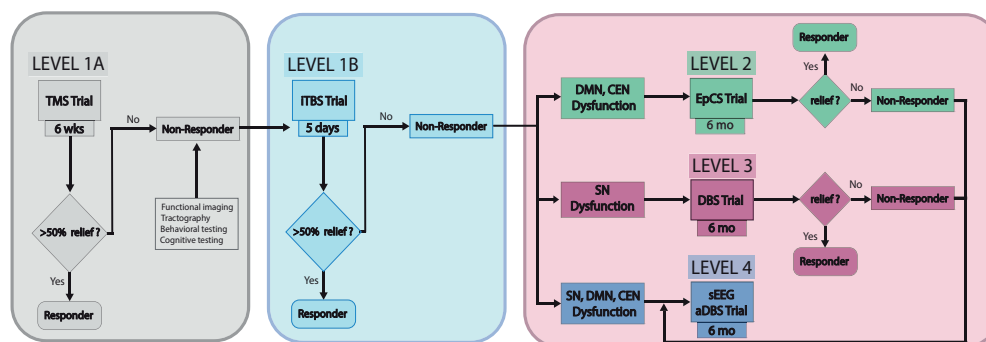 LEVEL 1A
TMS Trial
6 wks
No
Non-Responder
Functional imaging
Tractography
Behavioral testing
Cognitive testing
>50% relief ?
Yes
Responder
LEVEL 1B
ITBS Trial
5 days
No
Non-Responder
>50% relief ?
Yes
Responder
LEVEL 2
DMN, CEN
Dysfunction
EpCS Trial
6 mo
Responder
Yes
relief ?
No
Non-Responder
LEVEL 3
SN
Dysfunction
DBS Trial
6 mo
relief ?
No
Non-Responder
Yes
Responder
LEVEL 4
SN, DMN, CEN
Dysfunction
sEEG
aDBS Trial
6 mo